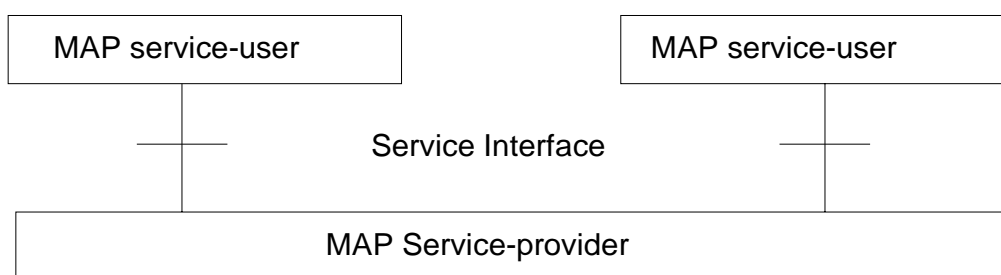 MAP service-user
MAP service-user
Service Interface
MAP Service-provider